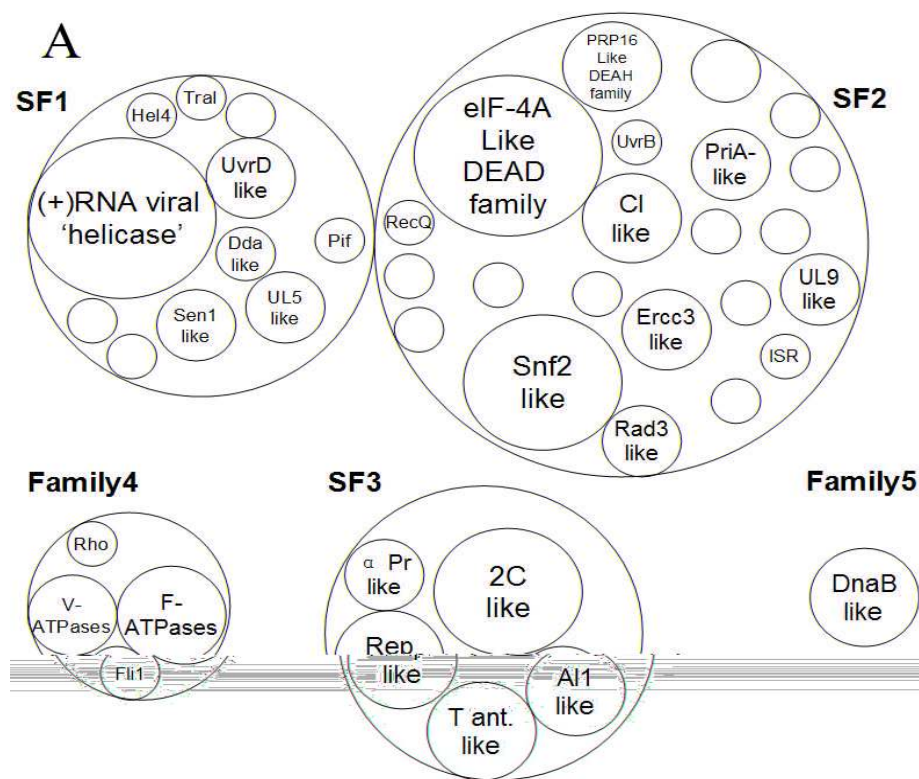 A
SF1
Hel4
TraI
UvrD
like
(+)RNA viral
‘helicase’
Dda
like
Pif
Sen1
like
UL5
like
SF2
PRP16
Like
DEAH
family
eIF-4A
Like
DEAD
family
UvrB
PriA-
like
CI
like
RecQ
UL9
like
Ercc3
like
ISR
Snf2
like
Rad3
like
Family4
Rho
V-
ATPases
F-
ATPases
Fli1
SF3
α Pr
like
2C
like
Rep
like
Al1
like
T ant.
like
Family5
DnaB
like